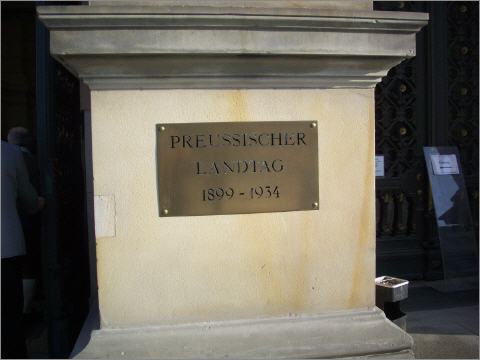 PREUSSISCHER
LANDTAG
1899 - 1934